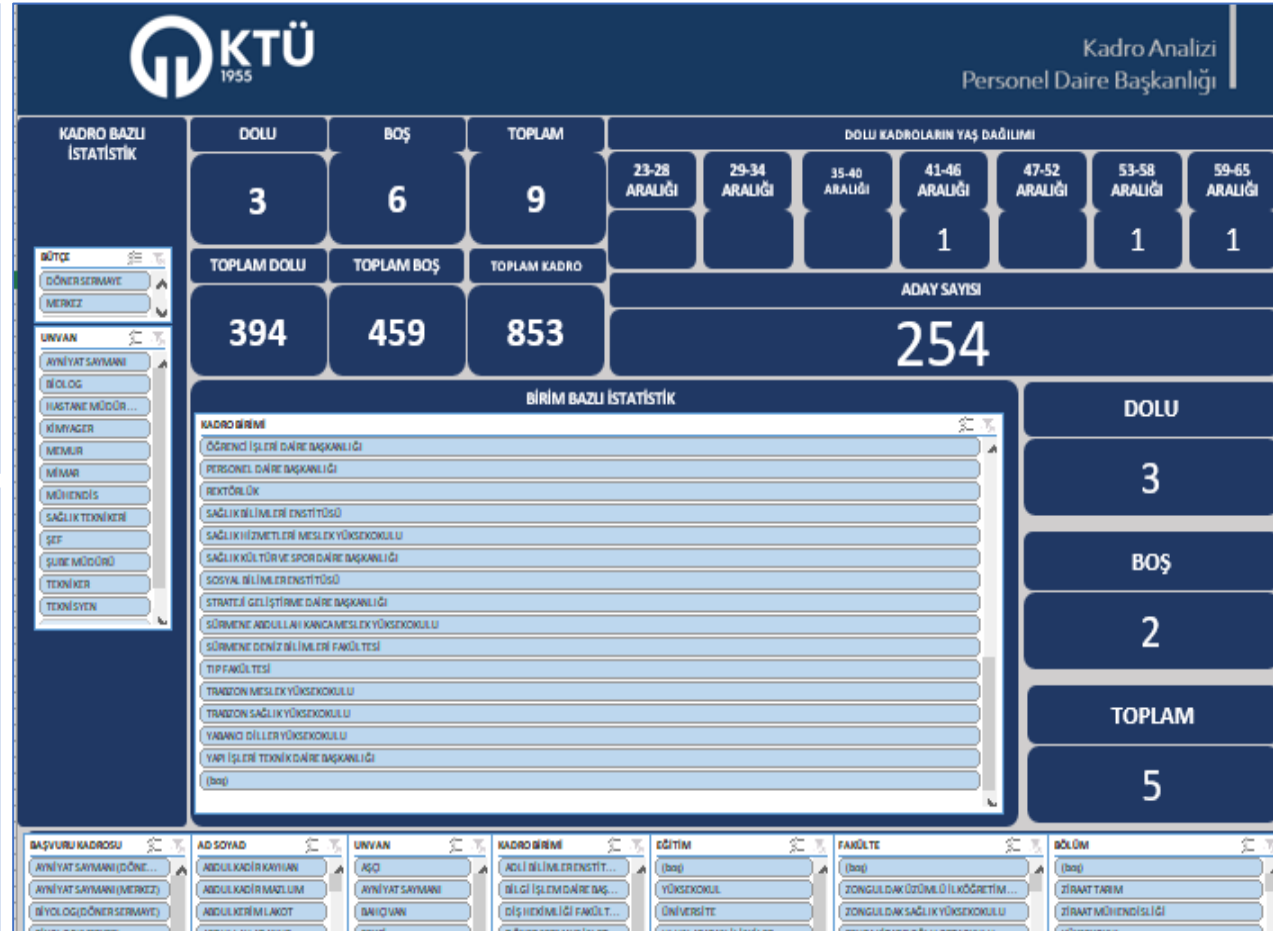 KTÜ
1955
Kadro Analizi
Personel Daire Başkanlığı
KADRO BAZLI
İSTATİSTİK
DOLU
BOŞ
TOPLAM
3
6
9
TOPLAM DOLU
TOPLAM BOŞ
TOPLAM KADRO
394
459
853
DOLU KADROLARIN YAŞ DAĞILIMI
23-28
ARALIĞI
29-34
ARALIĞI
35-40
ARALIĞI
41-46
ARALIĞI
47-52
ARALIĞI
53-58
ARALIĞI
59-65
ARALIĞI
1
1
1
ADAY SAYISI
254
BÜTÇE
DÖNER SERMAYE
MERKEZ
UNVAN
AYNİYAT SAYMANI
BİOLOG
HASTANE MÜDÜR...
KİMYAGER
MEMUR
MİMAR
MÜHENDİS
SAĞLIK TEKNİKERİ
ŞEF
ŞUBE MÜDÜRÜ
TEKNİKER
TEKNİSYEN
BİRİM BAZLI İSTATİSTİK
KADRO BİRİMİ
ÖĞRENCİ İŞLERİ DAİRE BAŞKANLIĞI
PERSONEL DAİRE BAŞKANLIĞI
REKTÖRLÜK
SAĞLIK BİLİMLERİ ENSTİTÜSÜ
SAĞLIK HİZMETLERİ MESLEK YÜKSEKOKULU
SAĞLIK KÜLTÜR VE SPOR DAİRE BAŞKANLIĞI
SOSYAL BİLİMLER ENSTİTÜSÜ
STRATEJİ GELİŞTİRME DAİRE BAŞKANLIĞI
SÜRMENE ABDULLAH KANCA MESLEK YÜKSEKOKULU
SÜRMENE DENİZ BİLİMLERİ FAKÜLTESİ
TIP FAKÜLTESİ
TRABZON MESLEK YÜKSEKOKULU
TRABZON SAĞLIK YÜKSEKOKULU
YABANCI DİLLER YÜKSEKOKULU
YAPI İŞLERİ TEKNİK DAİRE BAŞKANLIĞI
(boş)
DOLU
3
BOŞ
2
TOPLAM
5
BAŞVURU KADROSU
AYNİYAT SAYMANI (DÖNE...
AYNİYAT SAYMANI (MERKEZ)
BİYOLOG(DÖNER SERMAYE)
AD SOYAD
ABDULKADİR KAYHAN
ABDULKADİR MAZLUM
ABDULKERİM LAKOT
UNVAN
AŞÇI
AYNİYAT SAYMANI
BAHÇIVAN
KADRO BİRİMİ
ADLİ BİLİMLER ENSTİT...
BİLGİ İŞLEM DAİRE BAŞ...
DİŞ HEKİMLİĞİ FAKÜLT...
EĞİTİM
(boş)
YÜKSEKOKUL
ÜNİVERSİTE
FAKÜLTE
(boş)
ZONGULDAK ÜZÜMLÜ İLKÖĞRETİM...
ZONGULDAK SAĞLIK YÜKSEKOKULU
BÖLÜM
(boş)
ZİRAAT TARIM
ZİRAAT MÜHENDİSLİĞİ